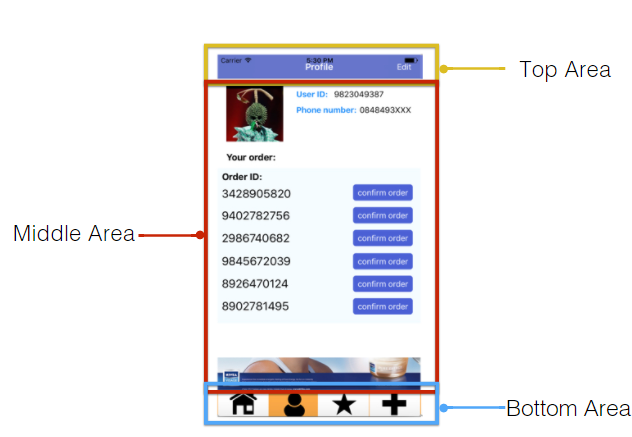 Carrier 5:30 PM
Profile Edit
Top Area
User ID: 9823049387
Phone number: 0848493XXX
Your order:
Order ID:
3428905820 confirm order
9402782756 confirm order
Middle Area
2986740682 confirm order
9845672039 confirm order
8926470124 confirm order
8902781495 confirm order
NIVEA
Bottom Area